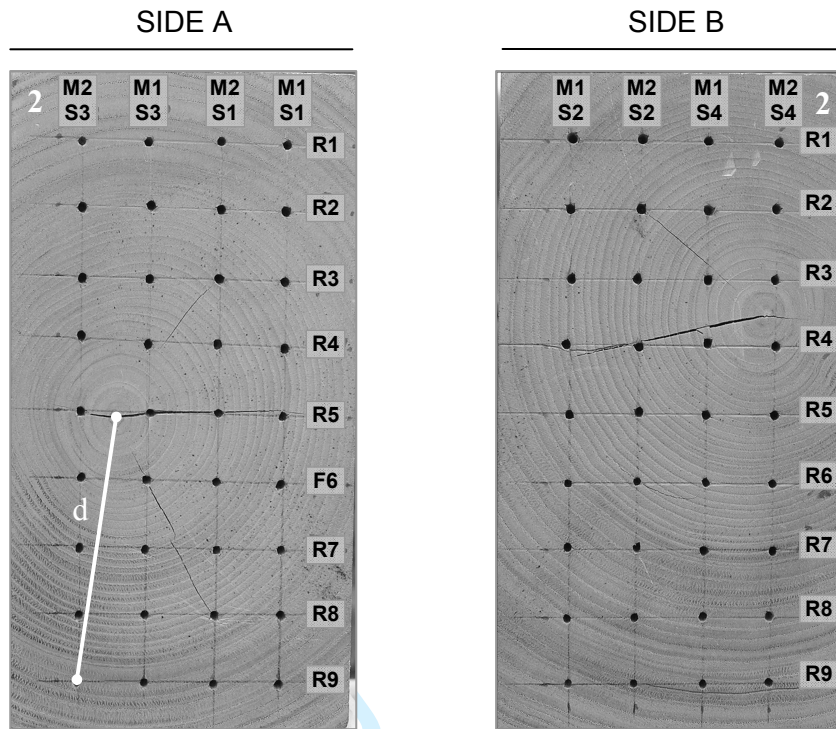 SIDE A
SIDE B
2 M2 M1 M2 M1
S3 S3 S1 S1
R1
R2
R3
R4
R5
F6
d
R7
R8
R9
M1 M2 M1 M2 2
S2 S2 S4 S4
R1
R2
R3
R4
R5
R6
R7
R8
R9